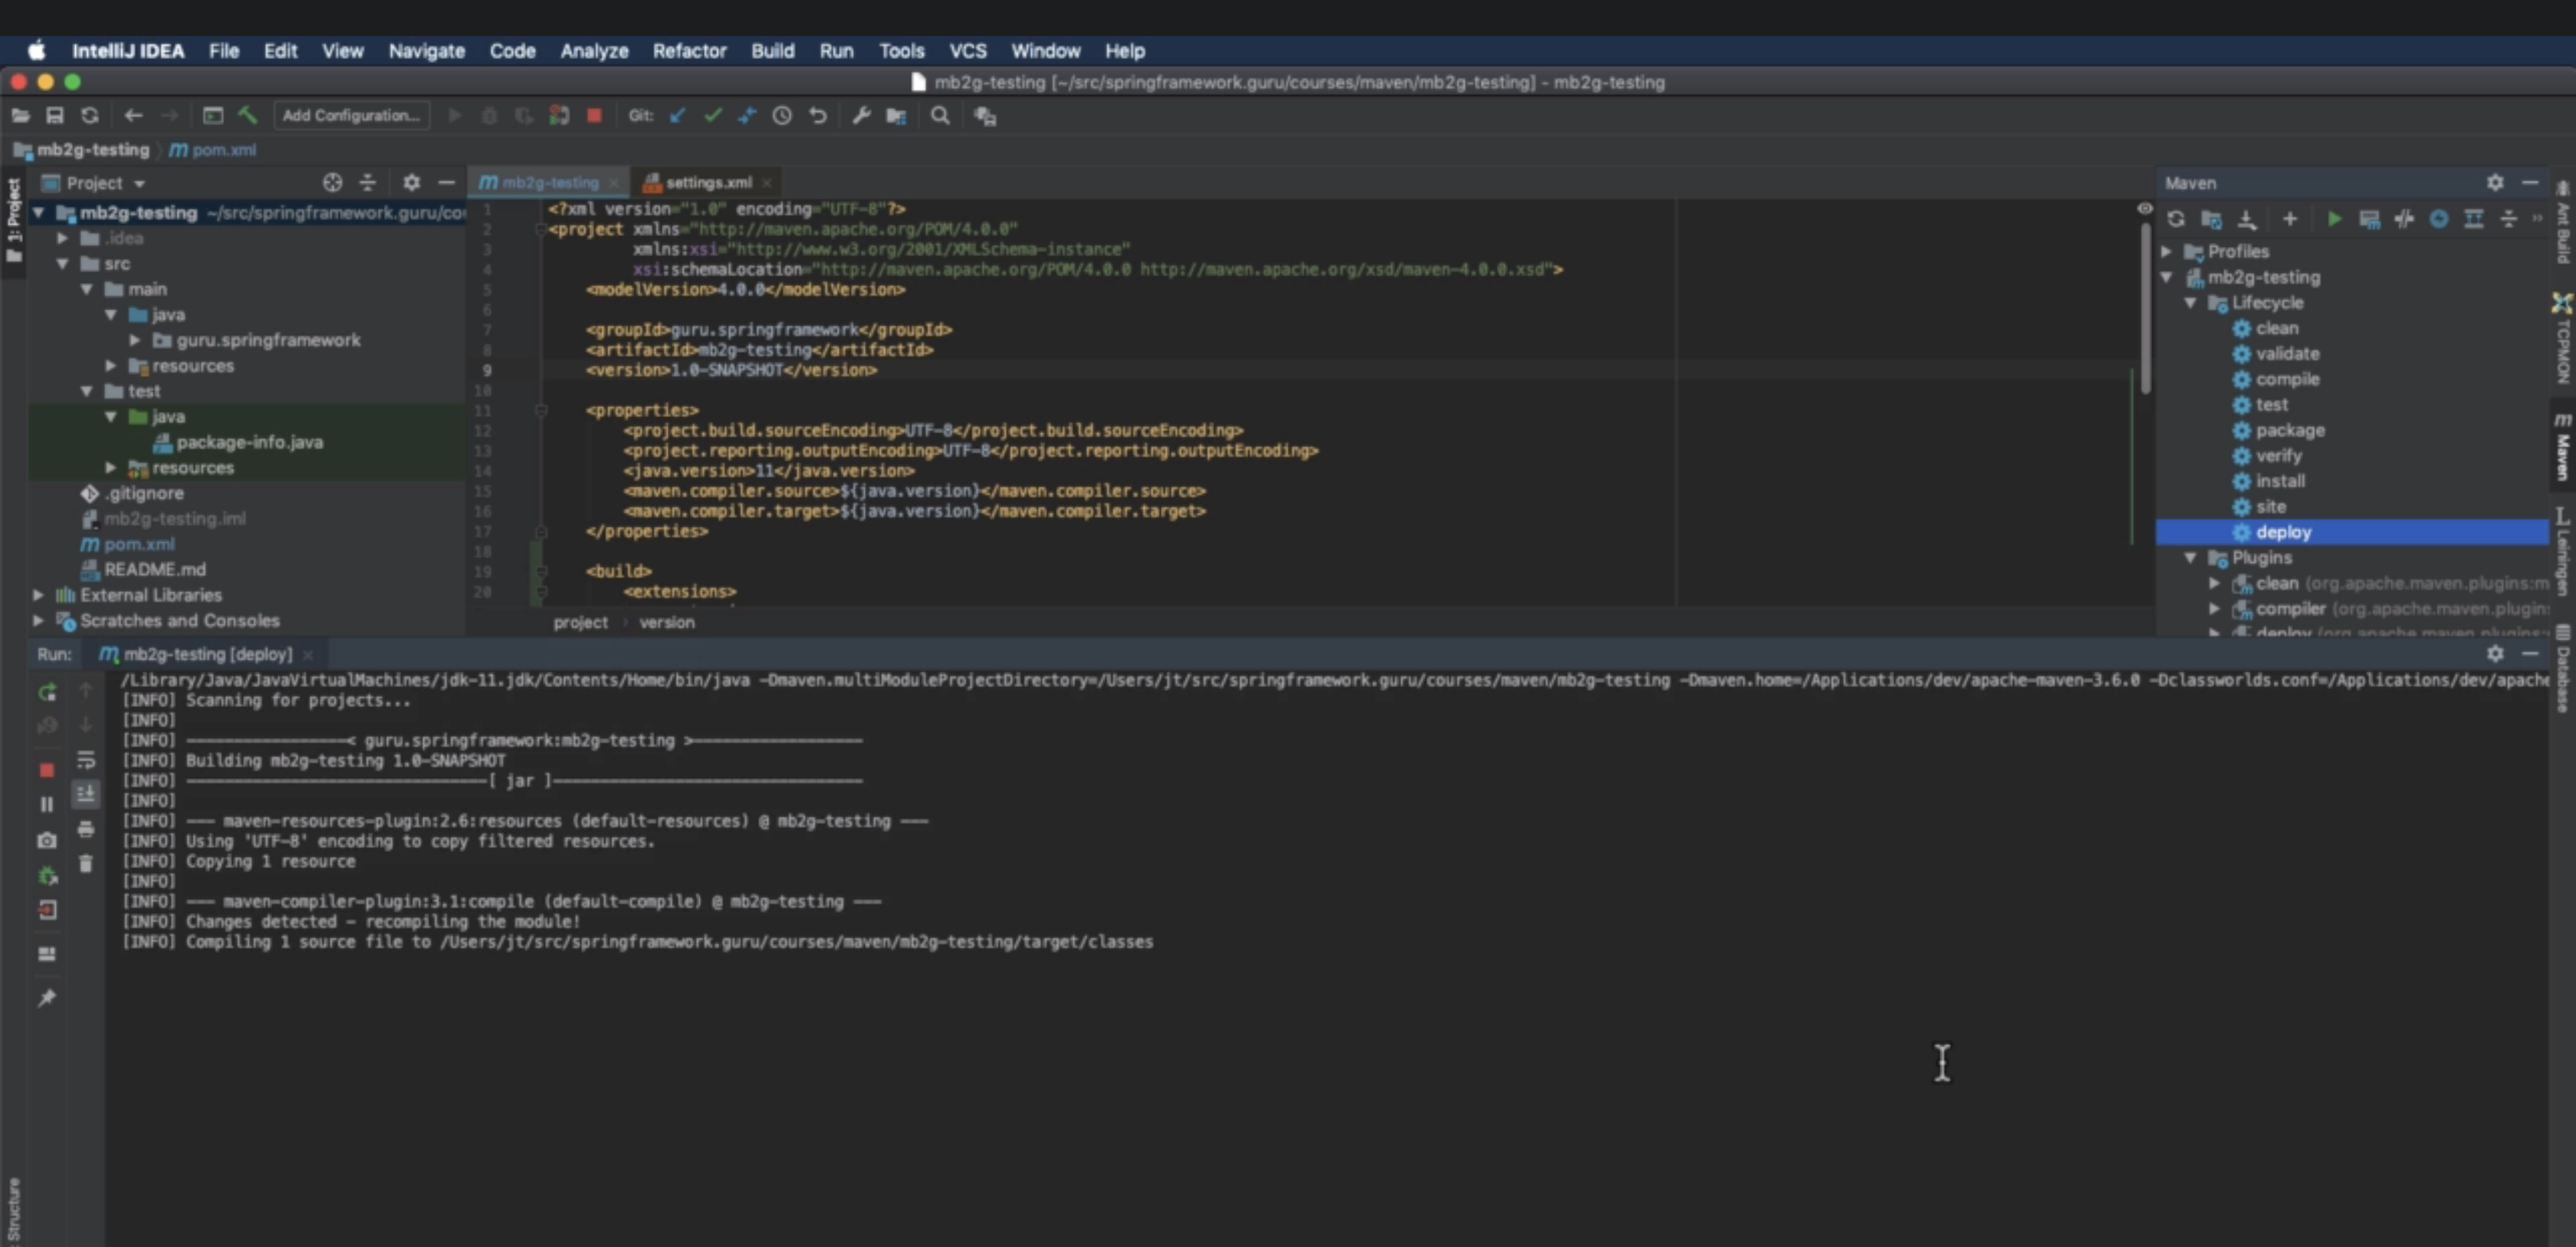 IntelliJ IDEA File Edit View Navigate Code Analyze Refactor Build Run Tools VCS Window Help
mb2g-testing [~/src/springframework.guru/courses/maven/mb2g-testing] - mb2g-testing
Add Configuration... Git:
mb2g-testing pom.xml
1: Project
Project
mb2g-testing ~/src/springframework.guru/co
.idea
src
main
java
guru.springframework
resources
test
java
package-info.java
resources
.gitignore
mb2g-testing.iml
pom.xml
README.md
External Libraries
Scratches and Consoles
mb2g-testing settings.xml
1 <?xml version="1.0" encoding="UTF-8"?>
2 <project xmlns="http://maven.apache.org/POM/4.0.0"
3 xmlns:xsi="http://www.w3.org/2001/XMLSchema-instance"
4 xsi:schemaLocation="http://maven.apache.org/POM/4.0.0 http://maven.apache.org/xsd/maven-4.0.0.xsd">
5 <modelVersion>4.0.0</modelVersion>
6
7 <groupId>guru.springframework</groupId>
8 <artifactId>mb2g-testing</artifactId>
9 <version>1.0-SNAPSHOT</version>
10
11 <properties>
12 <project.build.sourceEncoding>UTF-8</project.build.sourceEncoding>
13 <project.reporting.outputEncoding>UTF-8</project.reporting.outputEncoding>
14 <java.version>11</java.version>
15 <maven.compiler.source>${java.version}</maven.compiler.source>
16 <maven.compiler.target>${java.version}</maven.compiler.target>
17 </properties>
18
19 <build>
20 <extensions>
project version
Maven
Profiles
mb2g-testing
Lifecycle
clean
validate
compile
test
package
verify
install
site
deploy
Plugins
clean (org.apache.maven.plugins:m
compiler (org.apache.maven.plugin
deploy (org.apache.maven.plugins:
Ant Build
TCPMON
Maven
Leiningen
Database
Run: mb2g-testing [deploy]
/Library/Java/JavaVirtualMachines/jdk-11.jdk/Contents/Home/bin/java -Dmaven.multiModuleProjectDirectory=/Users/jt/src/springframework.guru/courses/maven/mb2g-testing -Dmaven.home=/Applications/dev/apache-maven-3.6.0 -Dclassworlds.conf=/Applications/dev/apache
[INFO] Scanning for projects...
[INFO]
[INFO] -----------------< guru.springframework:mb2g-testing >------------------
[INFO] Building mb2g-testing 1.0-SNAPSHOT
[INFO] --------------------------------[ jar ]---------------------------------
[INFO]
[INFO] --- maven-resources-plugin:2.6:resources (default-resources) @ mb2g-testing ---
[INFO] Using 'UTF-8' encoding to copy filtered resources.
[INFO] Copying 1 resource
[INFO]
[INFO] --- maven-compiler-plugin:3.1:compile (default-compile) @ mb2g-testing ---
[INFO] Changes detected - recompiling the module!
[INFO] Compiling 1 source file to /Users/jt/src/springframework.guru/courses/maven/mb2g-testing/target/classes
Structure